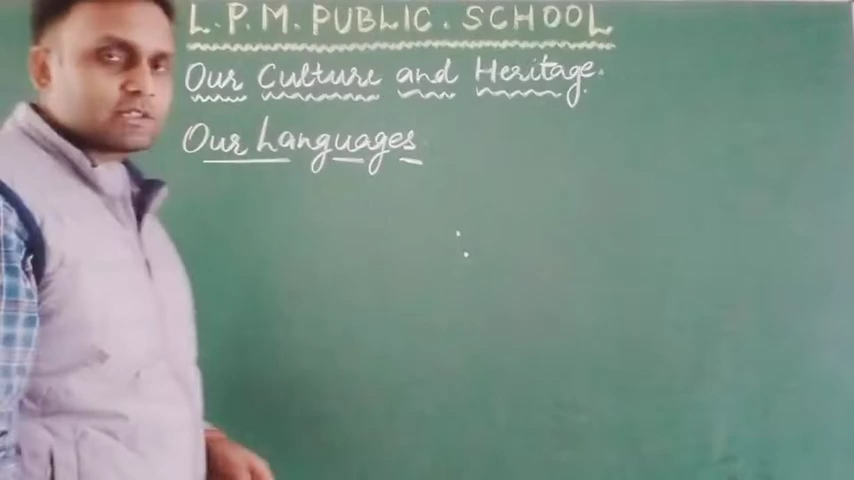 L.P.M. PUBLIC. SCHOOL
Our Culture and Heritage.
Our Languages